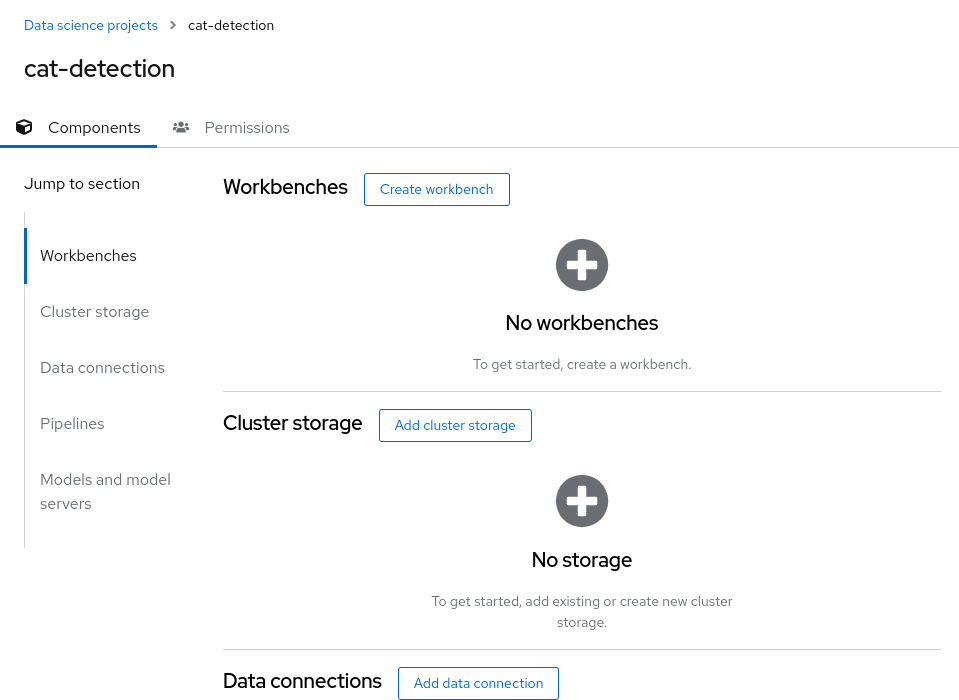 Data science projects > cat-detection
cat-detection
Components
Permissions
Jump to section
Workbenches
Cluster storage
Data connections
Pipelines
Models and model
servers
Workbenches
Create workbench
No workbenches
To get started, create a workbench.
Cluster storage
Add cluster storage
No storage
To get started, add existing or create new cluster
storage.
Data connections
Add data connection